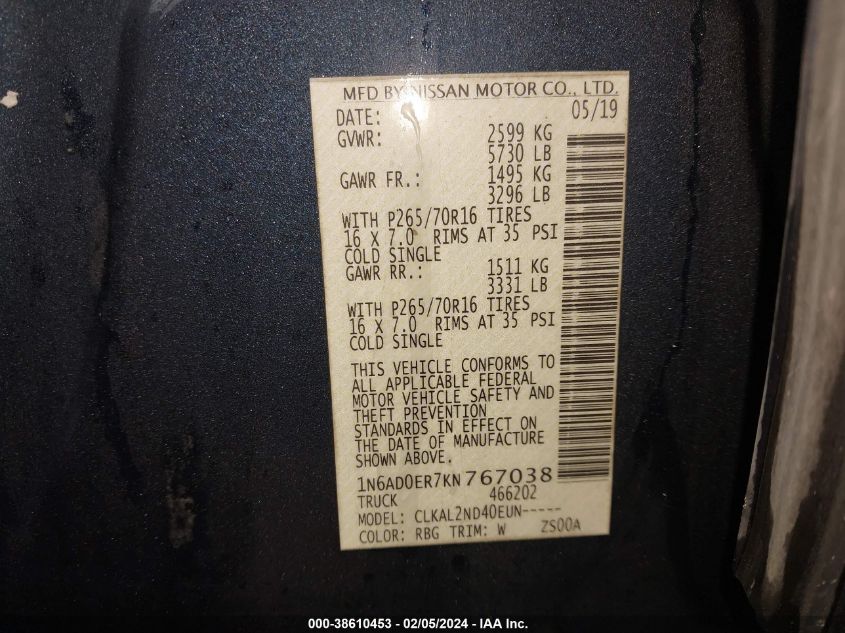 MFD BY NISSAN MOTOR CO., LTD.
DATE: 05/19
GVWR: 2599 KG
5730 LB
GAWR FR.: 1495 KG
3296 LB
WITH P265/70R16 TIRES
16 X 7.0 RIMS AT 35 PSI
COLD SINGLE
GAWR RR.: 1511 KG
3331 LB
WITH P265/70R16 TIRES
16 X 7.0 RIMS AT 35 PSI
COLD SINGLE
THIS VEHICLE CONFORMS TO
ALL APPLICABLE FEDERAL
MOTOR VEHICLE SAFETY AND
THEFT PREVENTION
STANDARDS IN EFFECT ON
THE DATE OF MANUFACTURE
SHOWN ABOVE.
1N6AD0ER7KN767038
TRUCK 466202
MODEL: CLKAL2ND40EUN-----
COLOR: RBG TRIM: W ZS00A
000-38610453 - 02/05/2024 - IAA Inc.